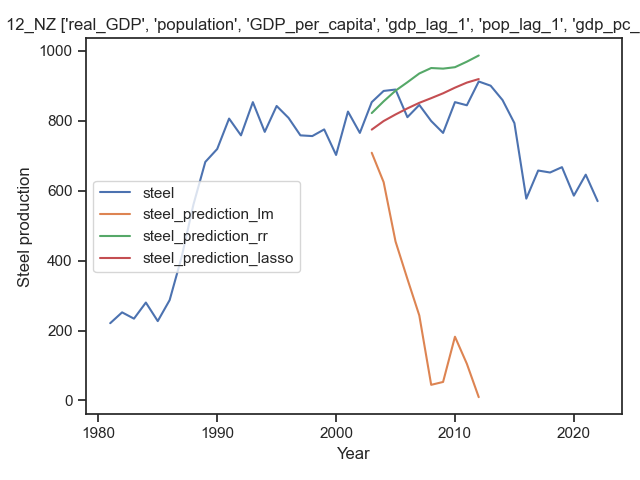 12_NZ ['real_GDP', 'population', 'GDP_per_capita', 'gdp_lag_1', 'pop_lag_1', 'gdp_pc_
1000
800
600
400
200
0
Steel production
steel
steel_prediction_lm
steel_prediction_rr
steel_prediction_lasso
1980
1990
2000
2010
2020
Year